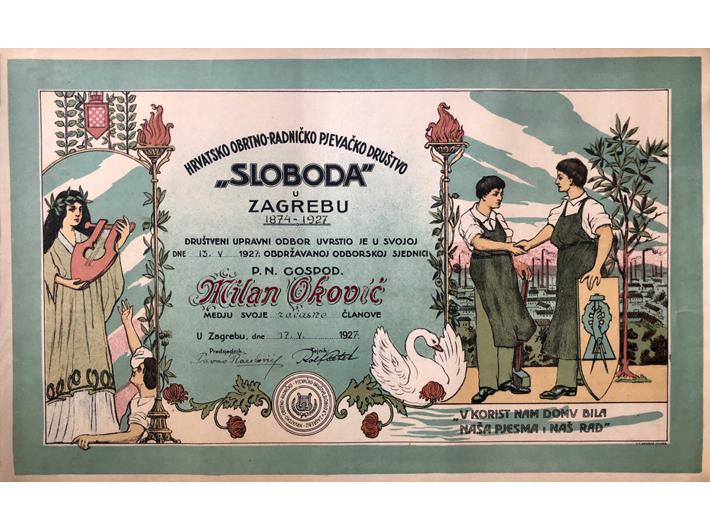 HRVATSKO OBRTNO-RADNIČKO PJEVAČKO DRUŠTVO
„SLOBODA"
U
ZAGREBU
1874-1927
DRUŠTVENI UPRAVNI ODBOR UVRSTIO JE U SVOJOJ
DNE 13. V 1927. OBDRŽAVANOJ ODBORSKOJ SJEDNICI
P. N. GOSPOD.
Milan Oković
MEDJU SVOJE začasne ČLANOVE
U Zagrebu, dne 17. V. 1927.
Predsjednik Tajnik
„V KORIST NAM DOMV BILA
NAŠA PJESMA I NAŠ RAD"